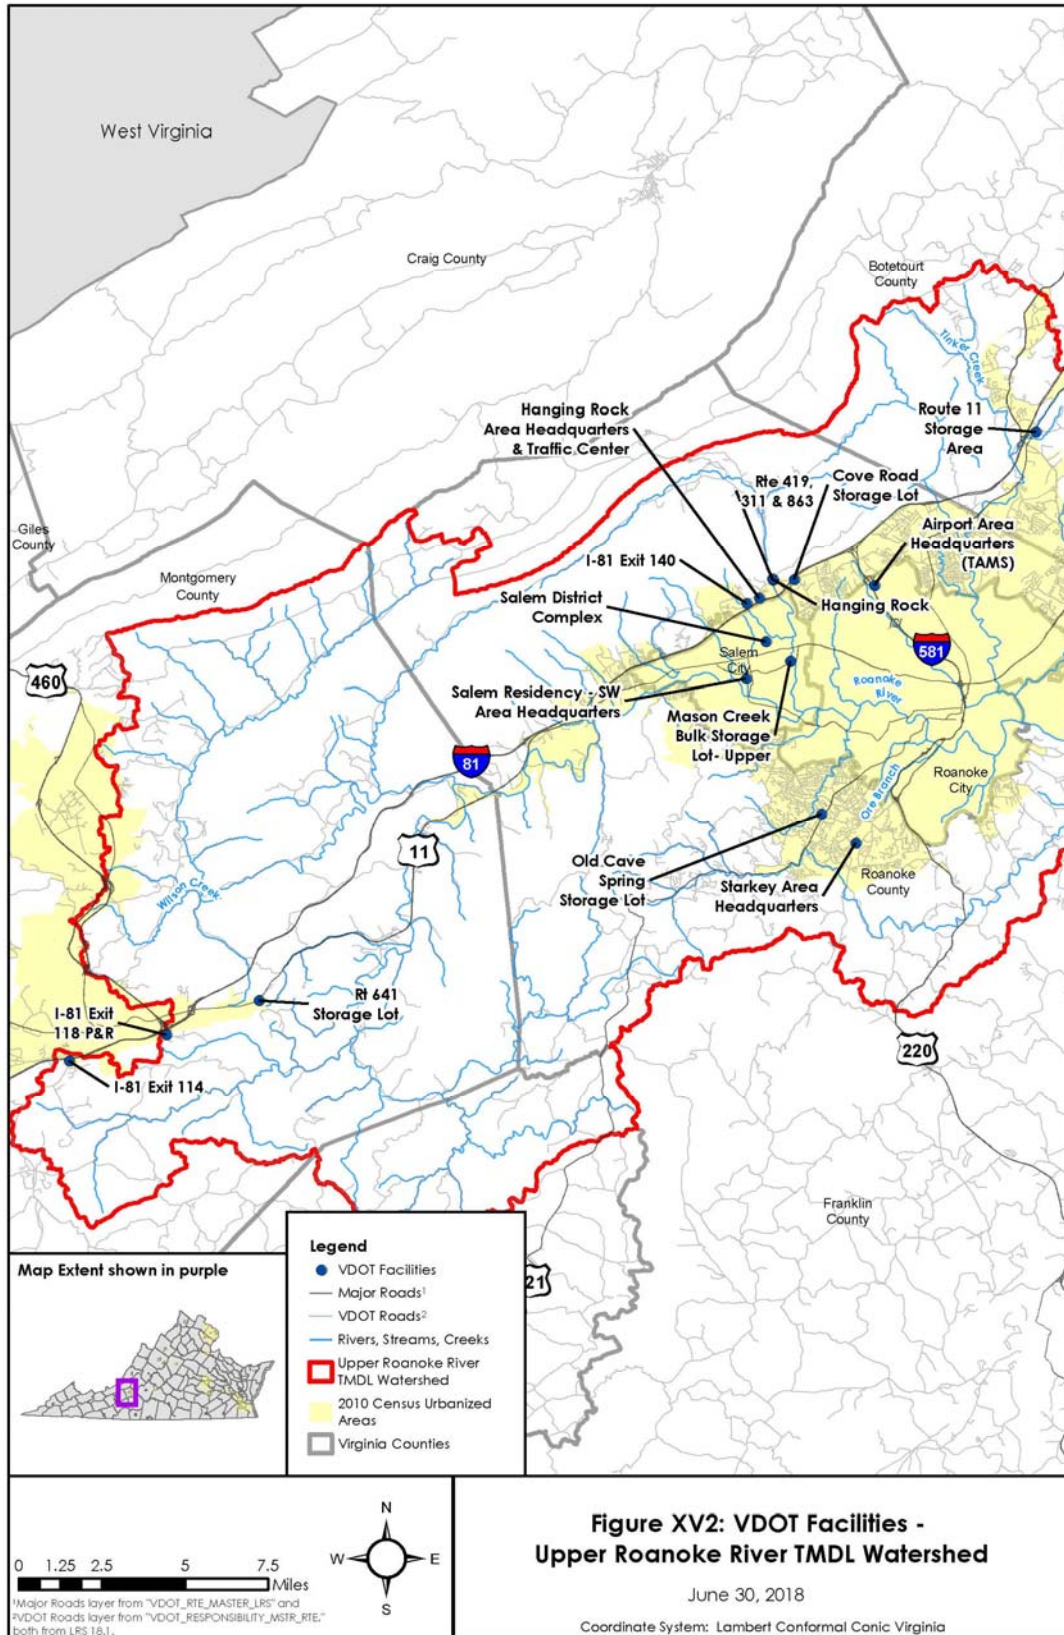 West Virginia
Craig County
Botetourt
County
Tinker Creek
Hanging Rock
Area Headquarters
& Traffic Center
Route 11
Storage
Area
Rte 419,
311 & 863
Cove Road
Storage Lot
Giles
County
Airport Area
Headquarters
(TAMS)
Montgomery
County
I-81 Exit 140
Salem District
Complex
Hanging Rock
460
581
Salem
City
Roanoke
River
Salem Residency - SW
Area Headquarters
Mason Creek
Bulk Storage
Lot- Upper
81
Roanoke
City
Ore Branch
11
Old Cave
Spring
Storage Lot
Starkey Area
Headquarters
Roanoke
County
Wilson Creek
Rt 641
Storage Lot
I-81 Exit
118 P&R
220
I-81 Exit 114
Franklin
County
21
Map Extent shown in purple
Legend
VDOT Facilities
Major Roads¹
VDOT Roads²
Rivers, Streams, Creeks
Upper Roanoke River
TMDL Watershed
2010 Census Urbanized
Areas
Virginia Counties
0 1.25 2.5 5 7.5
Miles
N
W E
S
¹Major Roads layer from "VDOT_RTE_MASTER_LRS" and
²VDOT Roads layer from "VDOT_RESPONSIBILITY_MSTR_RTE,"
both from LRS 18.1.
Figure XV2: VDOT Facilities -
Upper Roanoke River TMDL Watershed
June 30, 2018
Coordinate System: Lambert Conformal Conic Virginia